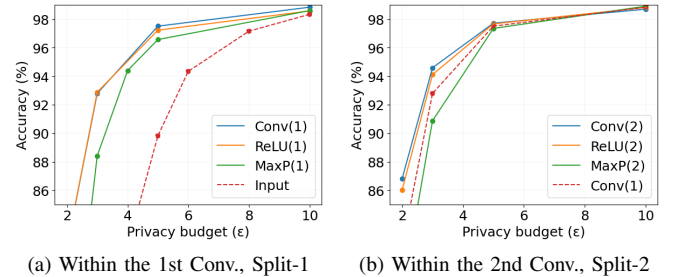 98
96
94
92
90
88
86
Accuracy (%)
2
4
6
8
10
Privacy budget (ε)
Conv(1)
ReLU(1)
MaxP(1)
Input
(a) Within the 1st Conv., Split-1
98
96
94
92
90
88
86
Accuracy (%)
2
4
6
8
10
Privacy budget (ε)
Conv(2)
ReLU(2)
MaxP(2)
Conv(1)
(b) Within the 2nd Conv., Split-2